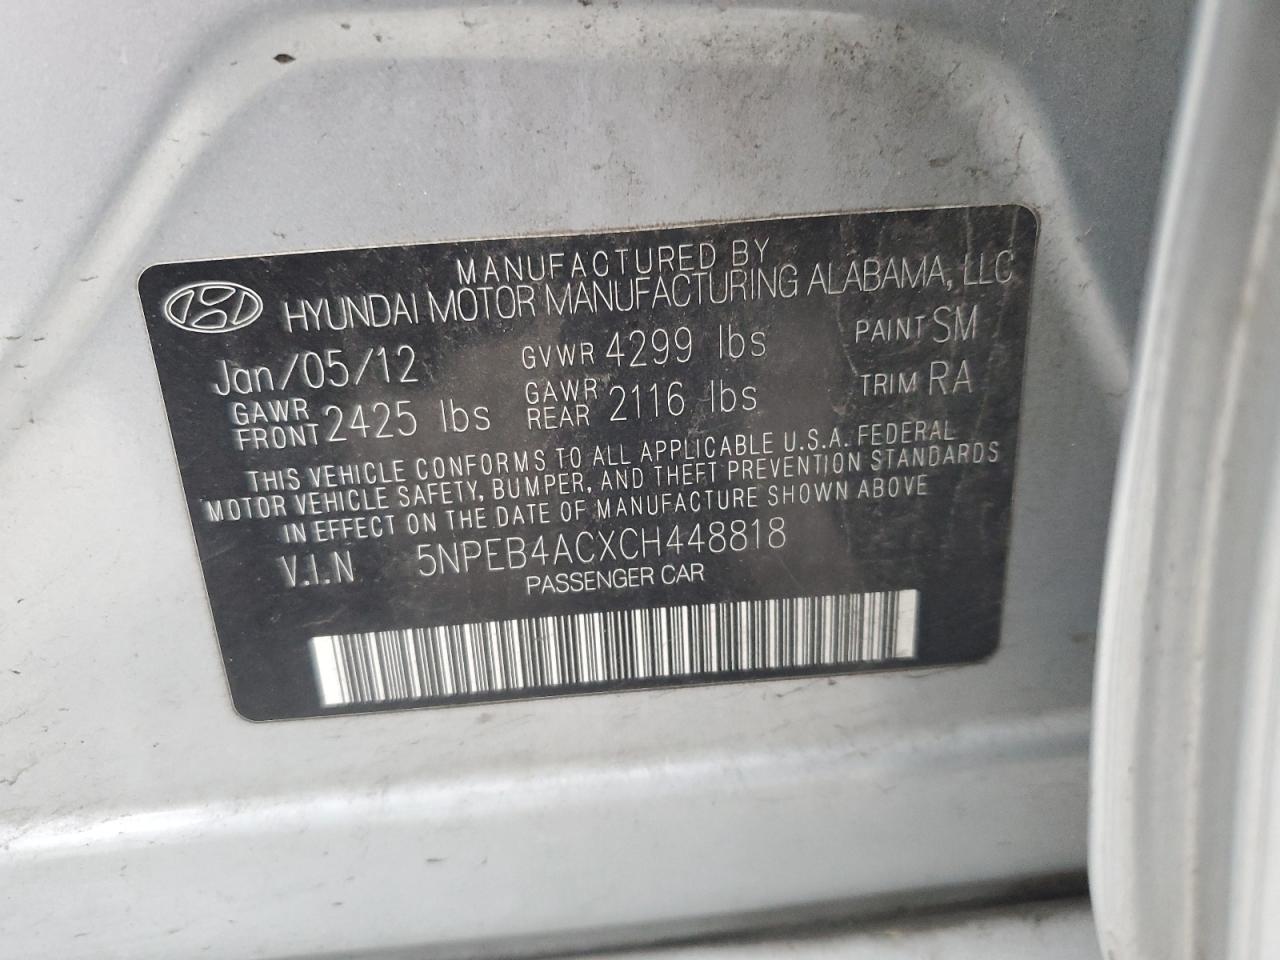 MANUFACTURED BY
HYUNDAI MOTOR MANUFACTURING ALABAMA, LLC
Jan/05/12 GVWR 4299 lbs PAINT SM
GAWR FRONT 2425 lbs GAWR REAR 2116 lbs TRIM RA
THIS VEHICLE CONFORMS TO ALL APPLICABLE U.S.A. FEDERAL
MOTOR VEHICLE SAFETY, BUMPER, AND THEFT PREVENTION STANDARDS
IN EFFECT ON THE DATE OF MANUFACTURE SHOWN ABOVE
V.I.N 5NPEB4ACXCH448818
PASSENGER CAR